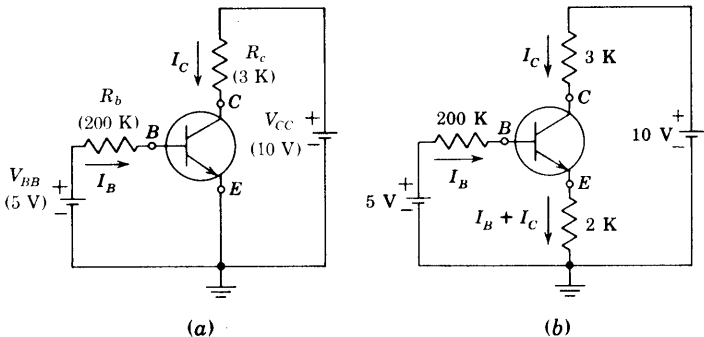 I_C
R_c
(3 K)
C
R_b
(200 K)
B
V_CC
(10 V)
+
−
V_BB
(5 V)
+
−
I_B
E
(a)
I_C
3 K
C
200 K
B
10 V
+
−
I_B
E
5 V
+
−
I_B + I_C
2 K
(b)